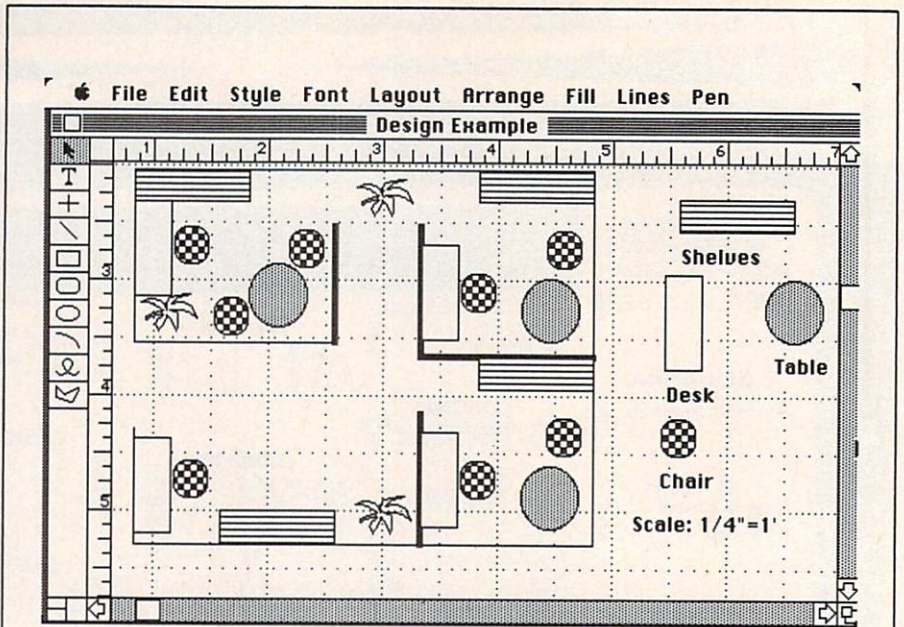 File Edit Style Font Layout Arrange Fill Lines Pen
Design Example
1 2 3 4 5 6 7
T
3
4
5
Shelves
Table
Desk
Chair
Scale: 1/4"=1'